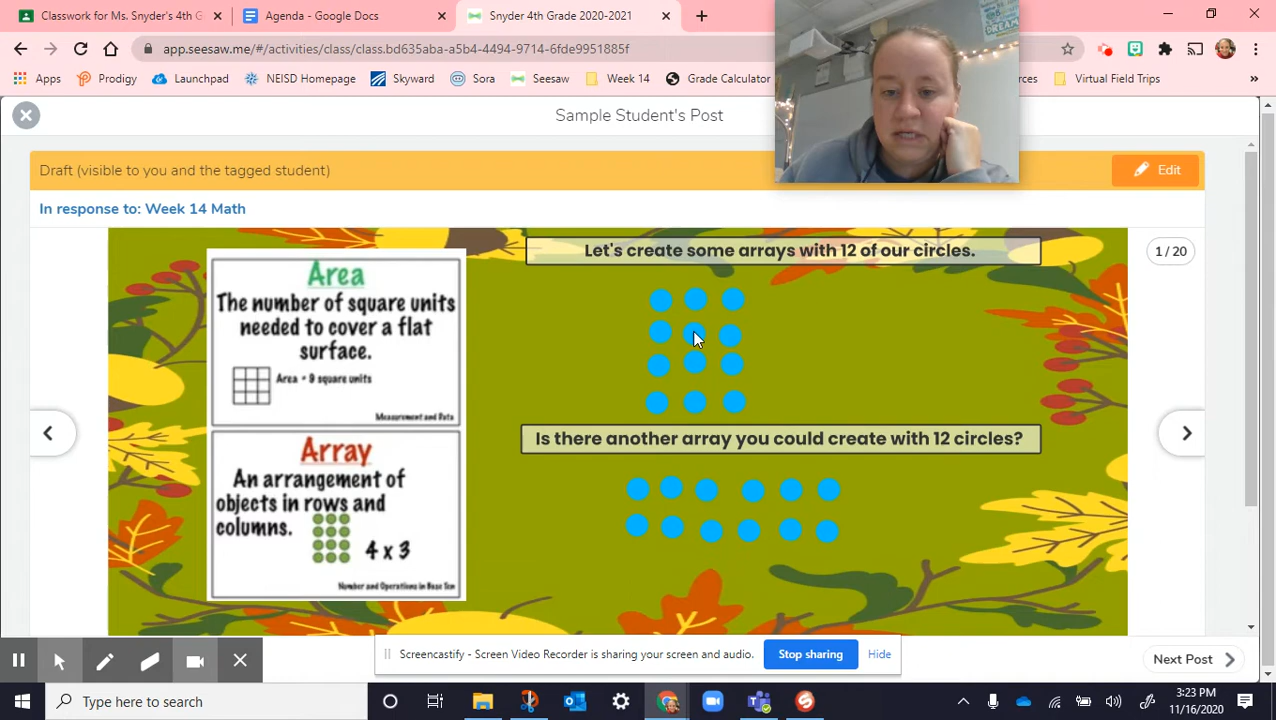 Classwork for Ms. Snyder's 4th G
Agenda - Google Docs
Snyder 4th Grade 2020-2021
app.seesaw.me/#/activities/class/class.bd635aba-a5b4-4494-9714-6fde9951885f
Apps
Prodigy
Launchpad
NEISD Homepage
Skyward
Sora
Seesaw
Week 14
Grade Calculator
Virtual Field Trips
DREAM
Sample Student's Post
Draft (visible to you and the tagged student)
Edit
In response to: Week 14 Math
1 / 20
Let's create some arrays with 12 of our circles.
Area
The number of square units
needed to cover a flat
surface.
Area = 9 square units
Measurement and Data
Is there another array you could create with 12 circles?
Array
An arrangement of
objects in rows and
columns.
4 x 3
Number and Operations in Base Ten
Screencastify - Screen Video Recorder is sharing your screen and audio.
Stop sharing
Hide
Next Post
Type here to search
3:23 PM
11/16/2020